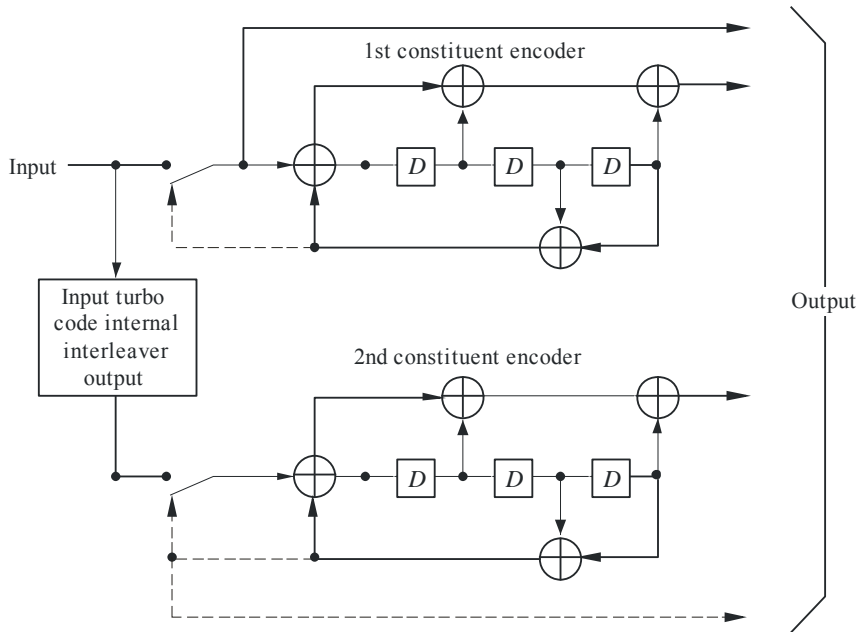 1st constituent encoder
Input
D
D
D
Input turbo
code internal
interleaver
output
Output
2nd constituent encoder
D
D
D